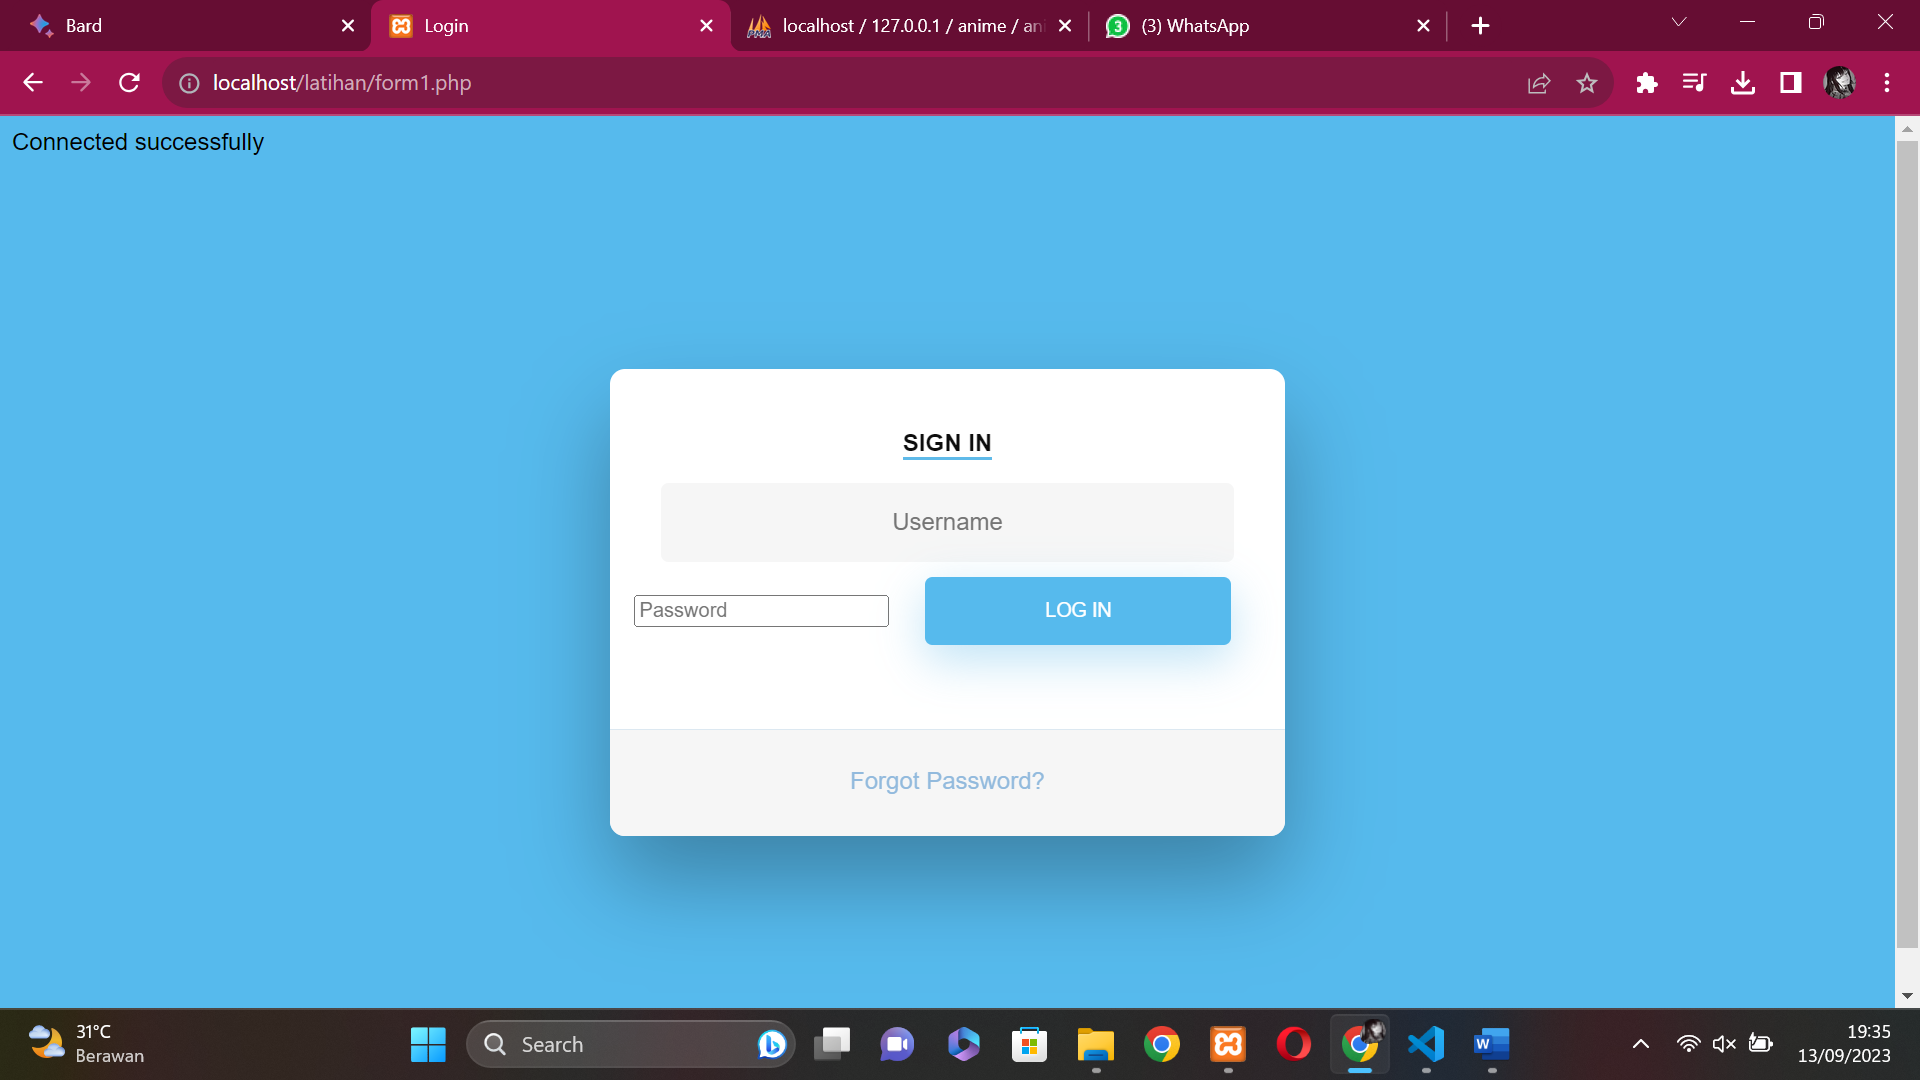 Bard
Login
localhost / 127.0.0.1 / anime / ani
(3) WhatsApp
localhost/latihan/form1.php
Connected successfully
SIGN IN
Username
Password
LOG IN
Forgot Password?
31°C
Berawan
Search
19:35
13/09/2023